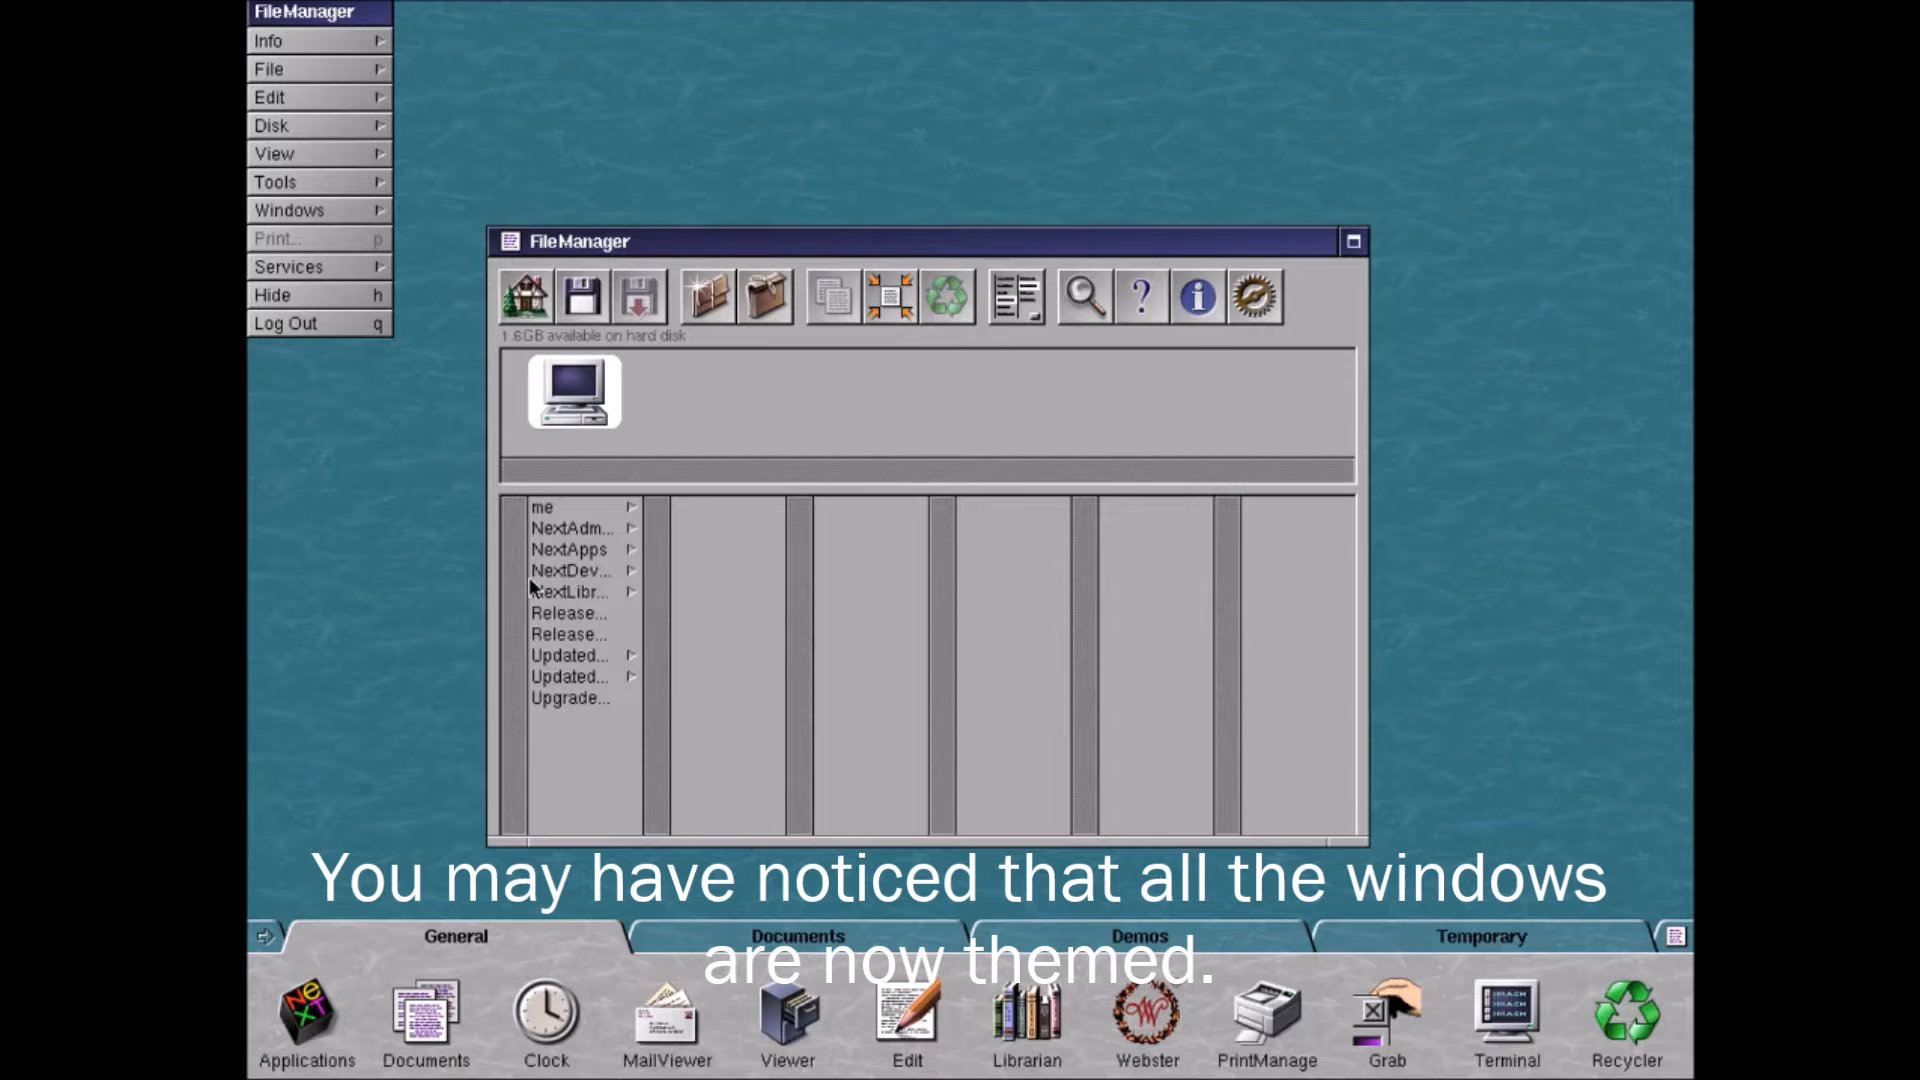 FileManager
Info
File
Edit
Disk
View
Tools
Windows
Print... p
Services
Hide h
Log Out q
FileManager
1.6GB available on hard disk
me
NextAdm...
NextApps
NextDev...
NextLibr...
Release...
Release...
Updated...
Updated...
Upgrade...
You may have noticed that all the windows
are now themed.
General Documents Demos Temporary
NeXT
Applications Documents Clock MailViewer Viewer Edit Librarian Webster PrintManage Grab Terminal Recycler